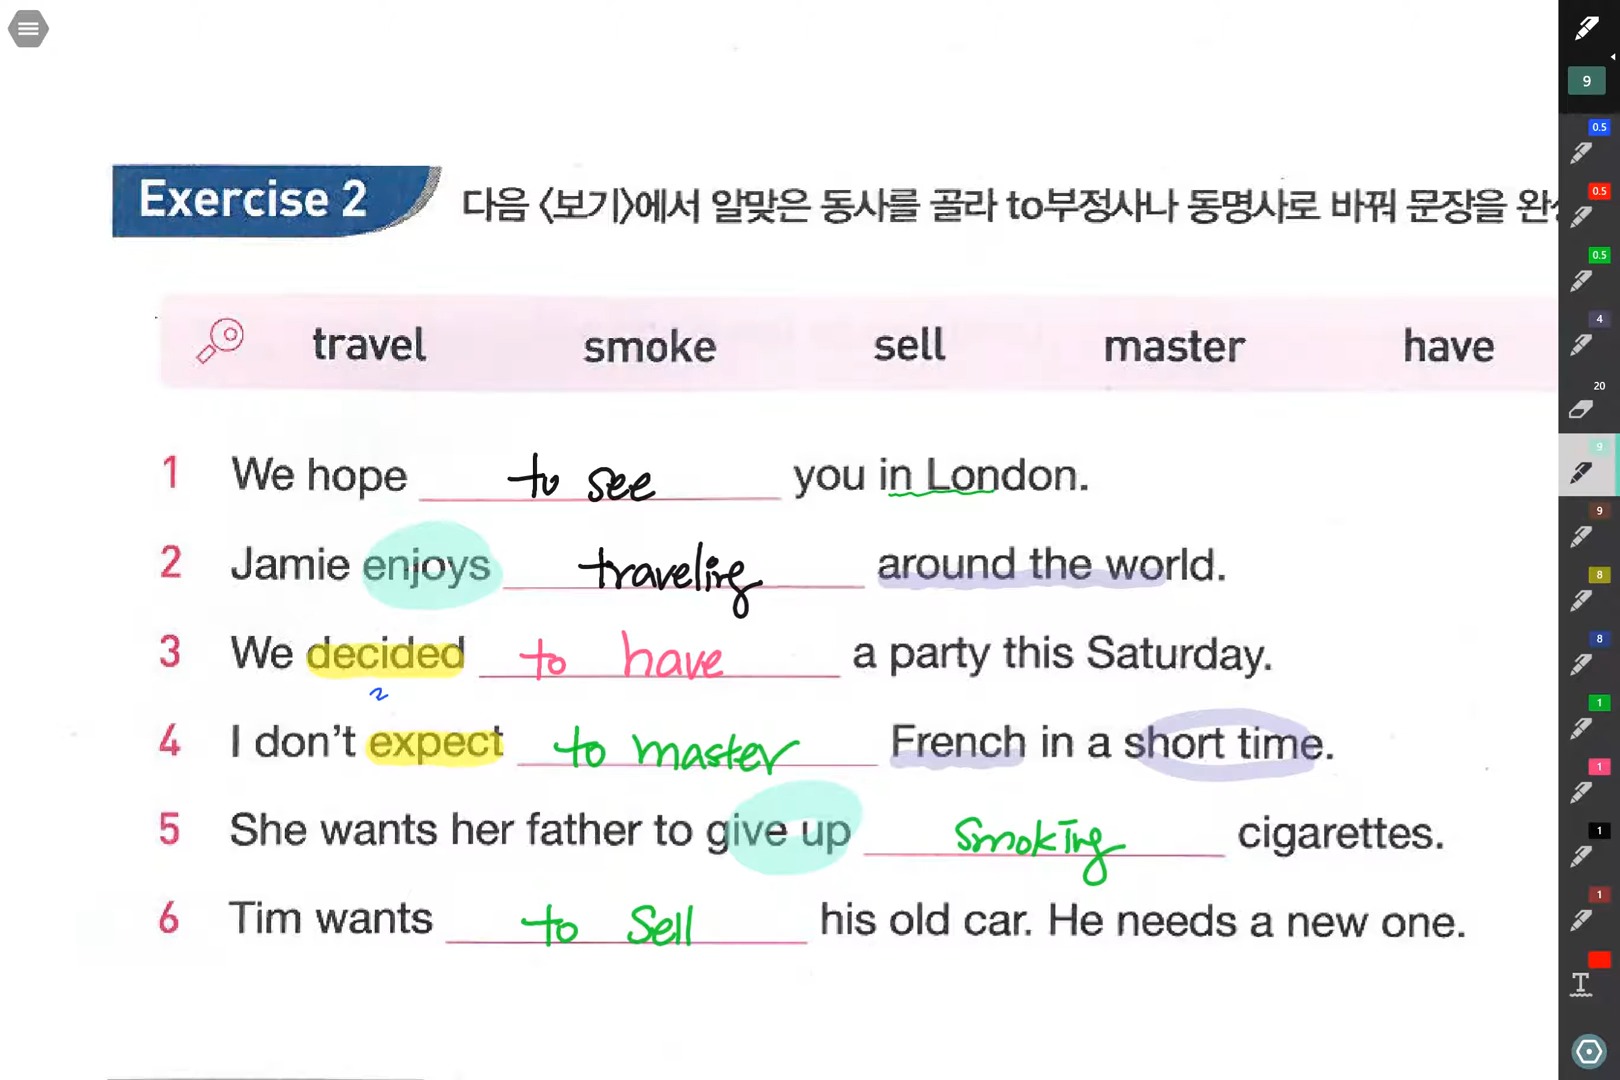 Exercise 2 다음 〈보기〉에서 알맞은 동사를 골라 to부정사나 동명사로 바꿔 문장을
travel smoke sell master have
1 We hope to see you in London.
2 Jamie enjoys traveling around the world.
3 We decided to have a party this Saturday.
4 I don't expect to master French in a short time.
5 She wants her father to give up smoking cigarettes.
6 Tim wants to sell his old car. He needs a new one.
9
0.5
0.5
0.5
4
20
9
9
8
8
1
1
1
1
T